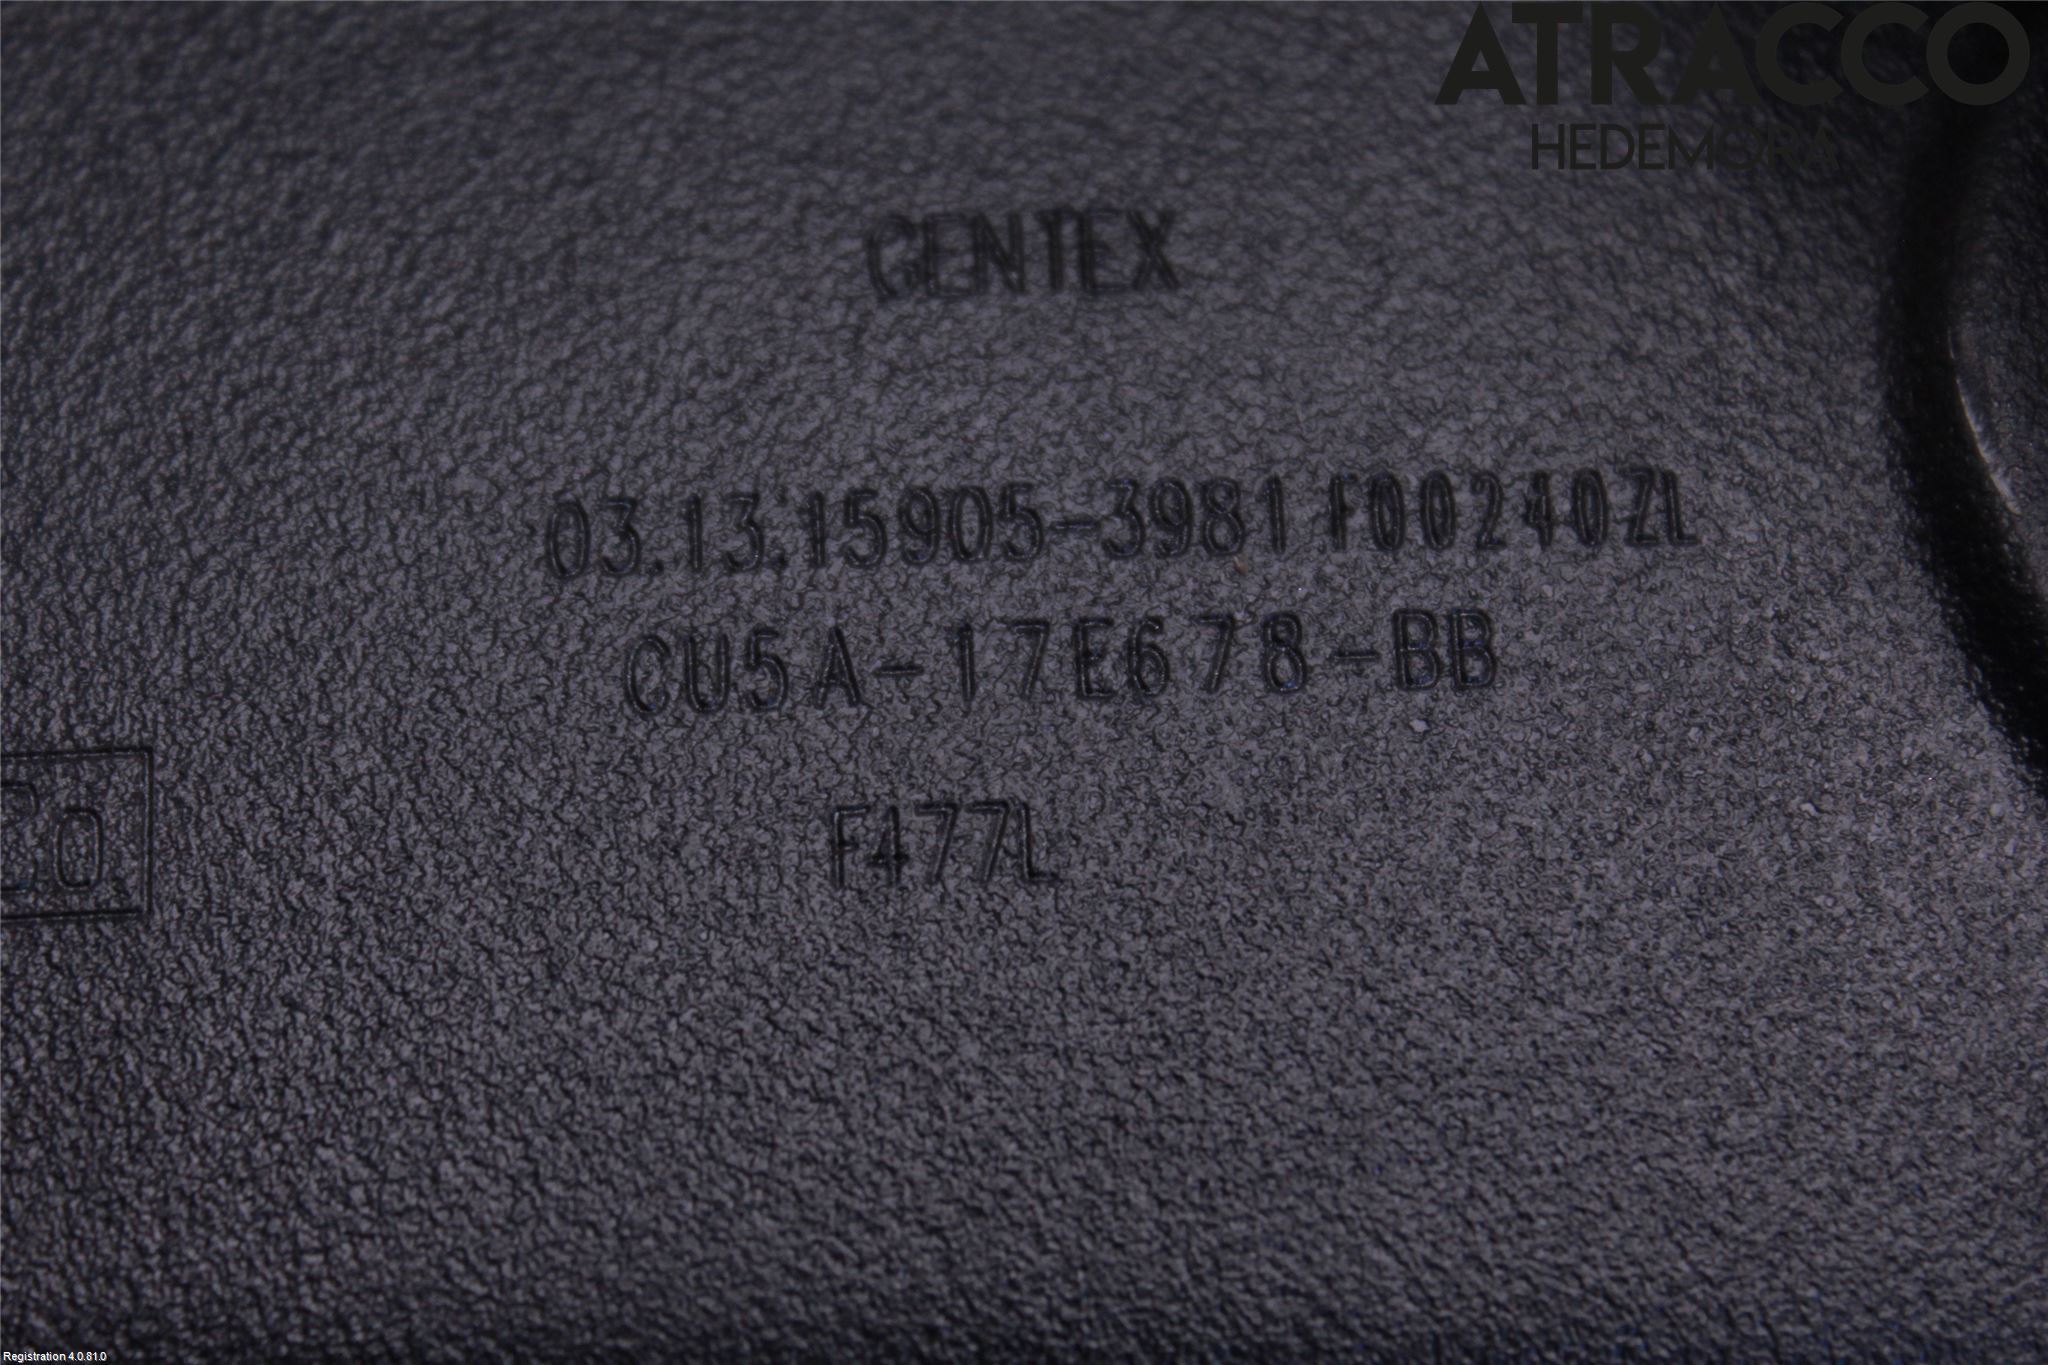 ATRACCO
HEDEMORA
GENTEX
03.13.15905-3981 F00240ZL
CU5A-17E678-BB
F477L
Registration 4.0.81.0